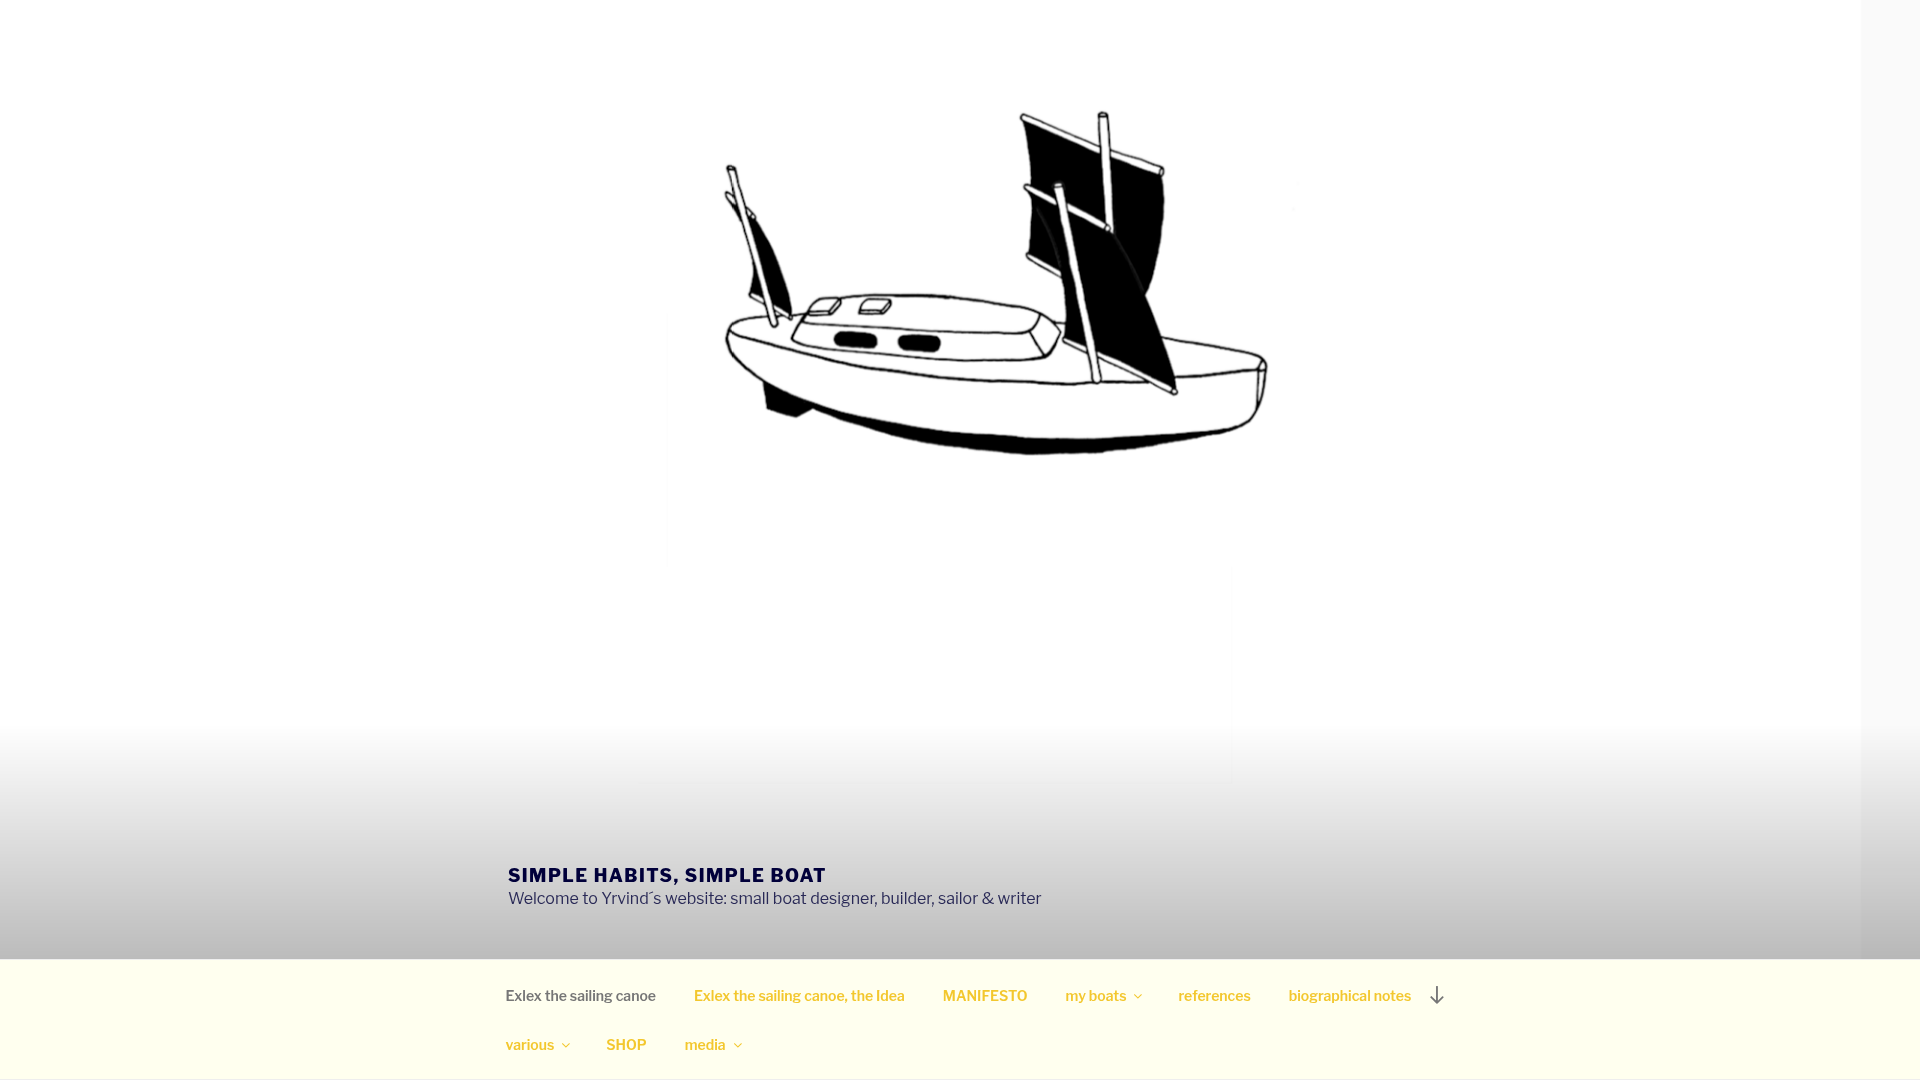 SIMPLE HABITS, SIMPLE BOAT
Welcome to Yrvind´s website: small boat designer, builder, sailor & writer
Exlex the sailing canoe
Exlex the sailing canoe, the Idea
MANIFESTO
my boats
references
biographical notes
various
SHOP
media